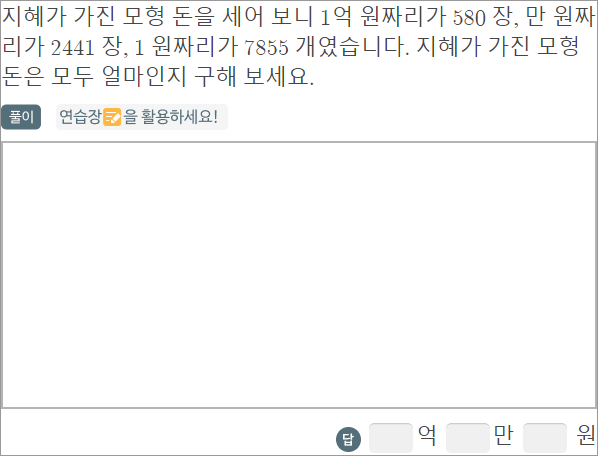 지혜가 가진 모형 돈을 세어 보니 1억 원짜리가 580 장, 만 원짜
리가 2441 장, 1 원짜리가 7855 개였습니다. 지혜가 가진 모형
돈은 모두 얼마인지 구해 보세요.
풀이 연습장을 활용하세요!
답 억 만 원